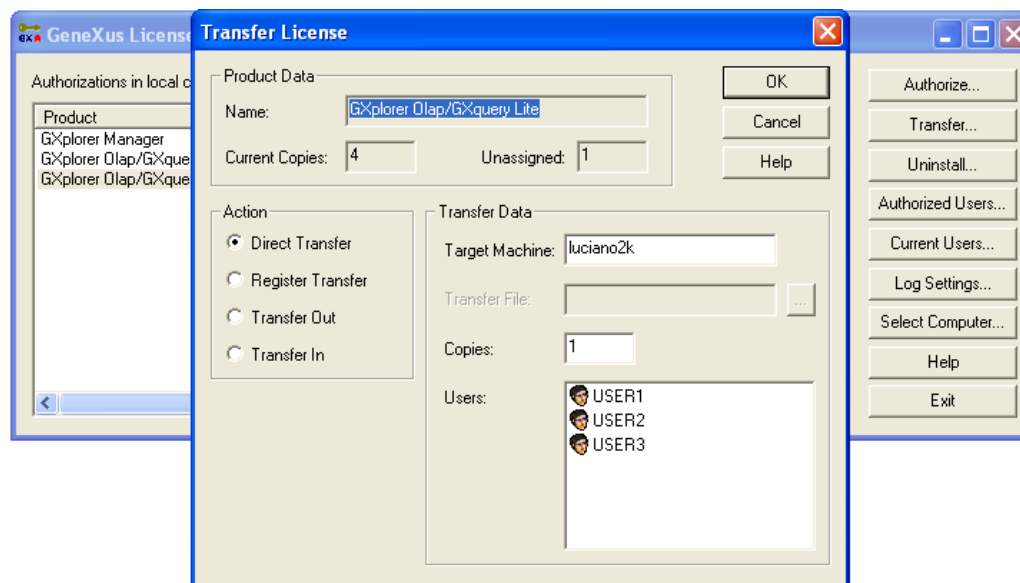 GeneXus License
Authorizations in local c
Product
GXplorer Manager
GXplorer Olap/GXque
GXplorer Olap/GXque
Transfer License
Product Data
Name: GXplorer Olap/GXquery Lite
Current Copies: 4 Unassigned: 1
OK
Cancel
Help
Action
Direct Transfer
Register Transfer
Transfer Out
Transfer In
Transfer Data
Target Machine: luciano2k
Transfer File: ...
Copies: 1
Users: USER1
USER2
USER3
Authorize...
Transfer...
Uninstall...
Authorized Users...
Current Users...
Log Settings...
Select Computer...
Help
Exit